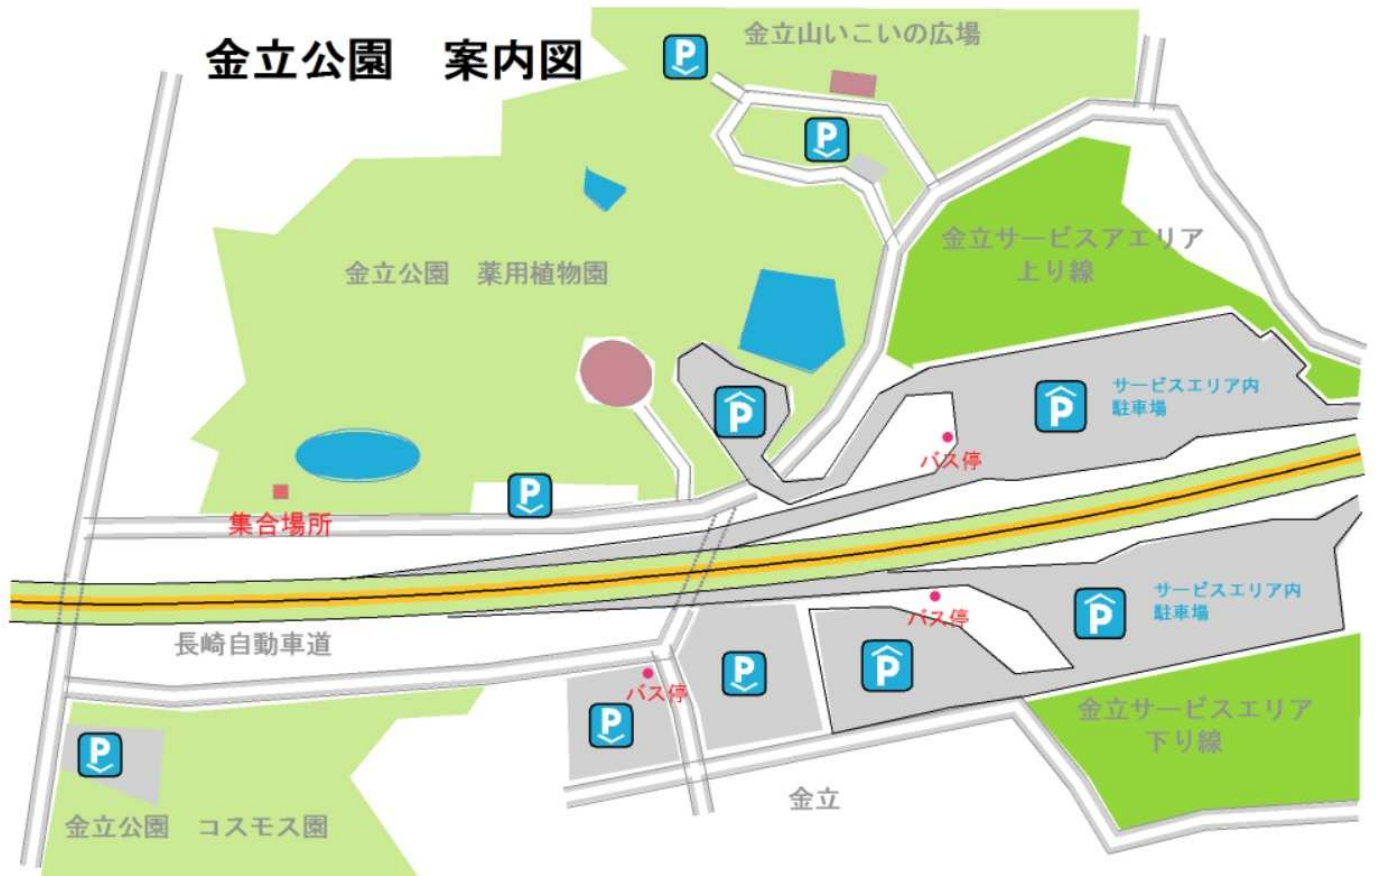 金立公園　案内図
P
金立山いこいの広場
P
金立サービスアエリア
上り線
金立公園　薬用植物園
P
P
サービスエリア内
駐車場
バス停
P
集合場所
サービスエリア内
駐車場
P
バス停
長崎自動車道
P
P
バス停
P
金立サービスエリア
下り線
P
金立
金立公園　コスモス園